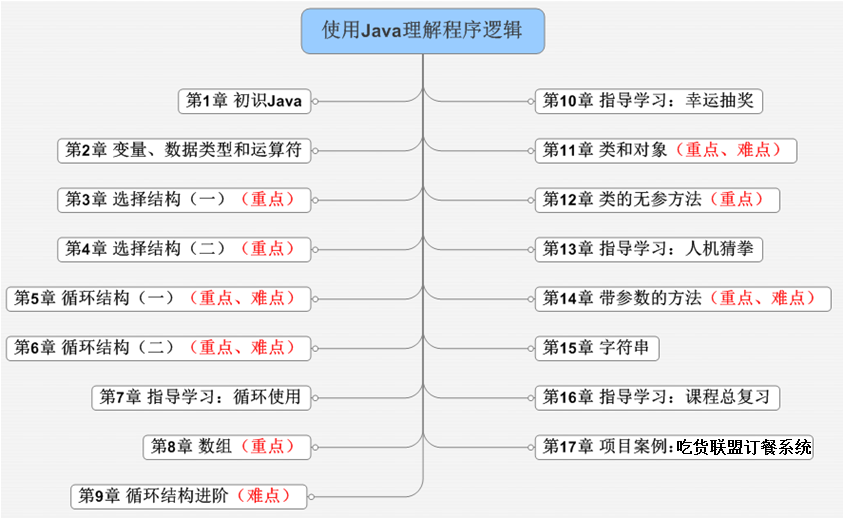 使用Java理解程序逻辑
第1章 初识Java
第2章 变量、数据类型和运算符
第3章 选择结构（一）（重点）
第4章 选择结构（二）（重点）
第5章 循环结构（一）（重点、难点）
第6章 循环结构（二）（重点、难点）
第7章 指导学习：循环使用
第8章 数组（重点）
第9章 循环结构进阶（难点）
第10章 指导学习：幸运抽奖
第11章 类和对象（重点、难点）
第12章 类的无参方法（重点）
第13章 指导学习：人机猜拳
第14章 带参数的方法（重点、难点）
第15章 字符串
第16章 指导学习：课程总复习
第17章 项目案例：吃货联盟订餐系统